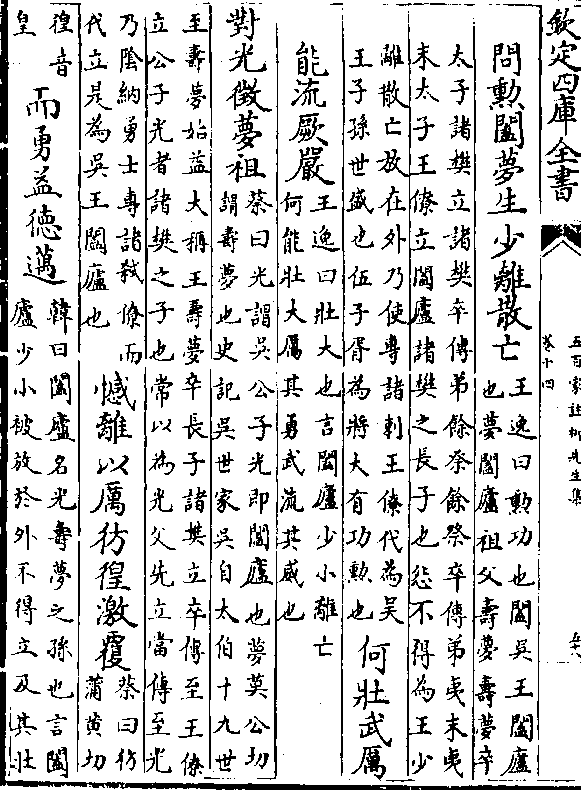 欽定四庫全書
五百家註柳先生集
卷十四
問勲闔夢生少離散亡
王逸曰勲功也闔吳王闔廬
也夢闔廬祖父壽夢壽夢卒
太子諸樊立諸樊卒傳弟餘祭餘祭卒傳弟夷末夷
末太子王僚立闔廬諸樊之長子也怨不得為王少
離散亡放在外乃使專諸刺王僚代為吳
王子孫世盛也伍子胥為將大有功勲也
何壯武厲
能流厥嚴
王逸曰壯大也言闔廬少小離亡
何能壯大厲其勇武流其威也
對光徴夢祖
蔡曰光謂吳公子光即闔廬也夢莫公切
謂壽夢也史記吳世家吳自太伯十九世
至壽夢始益大稱王壽夢卒長子諸樊立卒傳至王僚
立公子光者諸樊之子也常以為光父先立當傳至光
乃隂納勇士專諸弑僚而
代立是為吳王闔廬也
憾離以厲彷徨激覆
蔡曰彷
蒲黄切
徨音
皇
而勇益徳邁
韓曰闔廬名光壽夢之孫也言闔
廬少小被放於外不得立及其壯